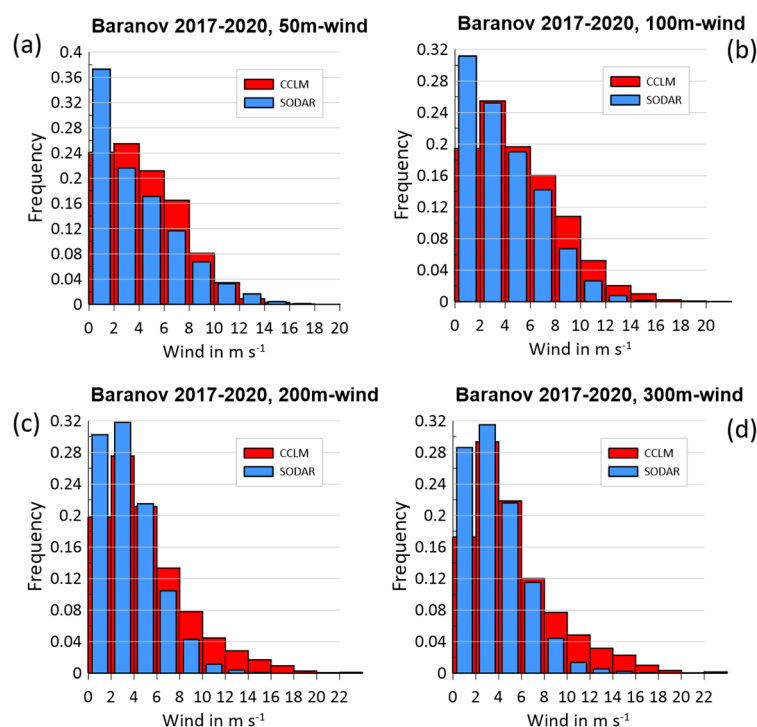 Baranov 2017-2020, 50m-wind
(a)
Frequency
0.4
0.36
0.32
0.28
0.24
0.2
0.16
0.12
0.08
0.04
0
CCLM
SODAR
0 2 4 6 8 10 12 14 16 18 20
Wind in m s⁻¹
Baranov 2017-2020, 100m-wind
(b)
Frequency
0.32
0.28
0.24
0.2
0.16
0.12
0.08
0.04
0
CCLM
SODAR
0 2 4 6 8 10 12 14 16 18 20
Wind in m s⁻¹
Baranov 2017-2020, 200m-wind
(c)
Frequency
0.32
0.28
0.24
0.2
0.16
0.12
0.08
0.04
0
CCLM
SODAR
0 2 4 6 8 10 12 14 16 18 20 22
Wind in m s⁻¹
Baranov 2017-2020, 300m-wind
(d)
Frequency
0.32
0.28
0.24
0.2
0.16
0.12
0.08
0.04
0
CCLM
SODAR
0 2 4 6 8 10 12 14 16 18 20 22
Wind in m s⁻¹